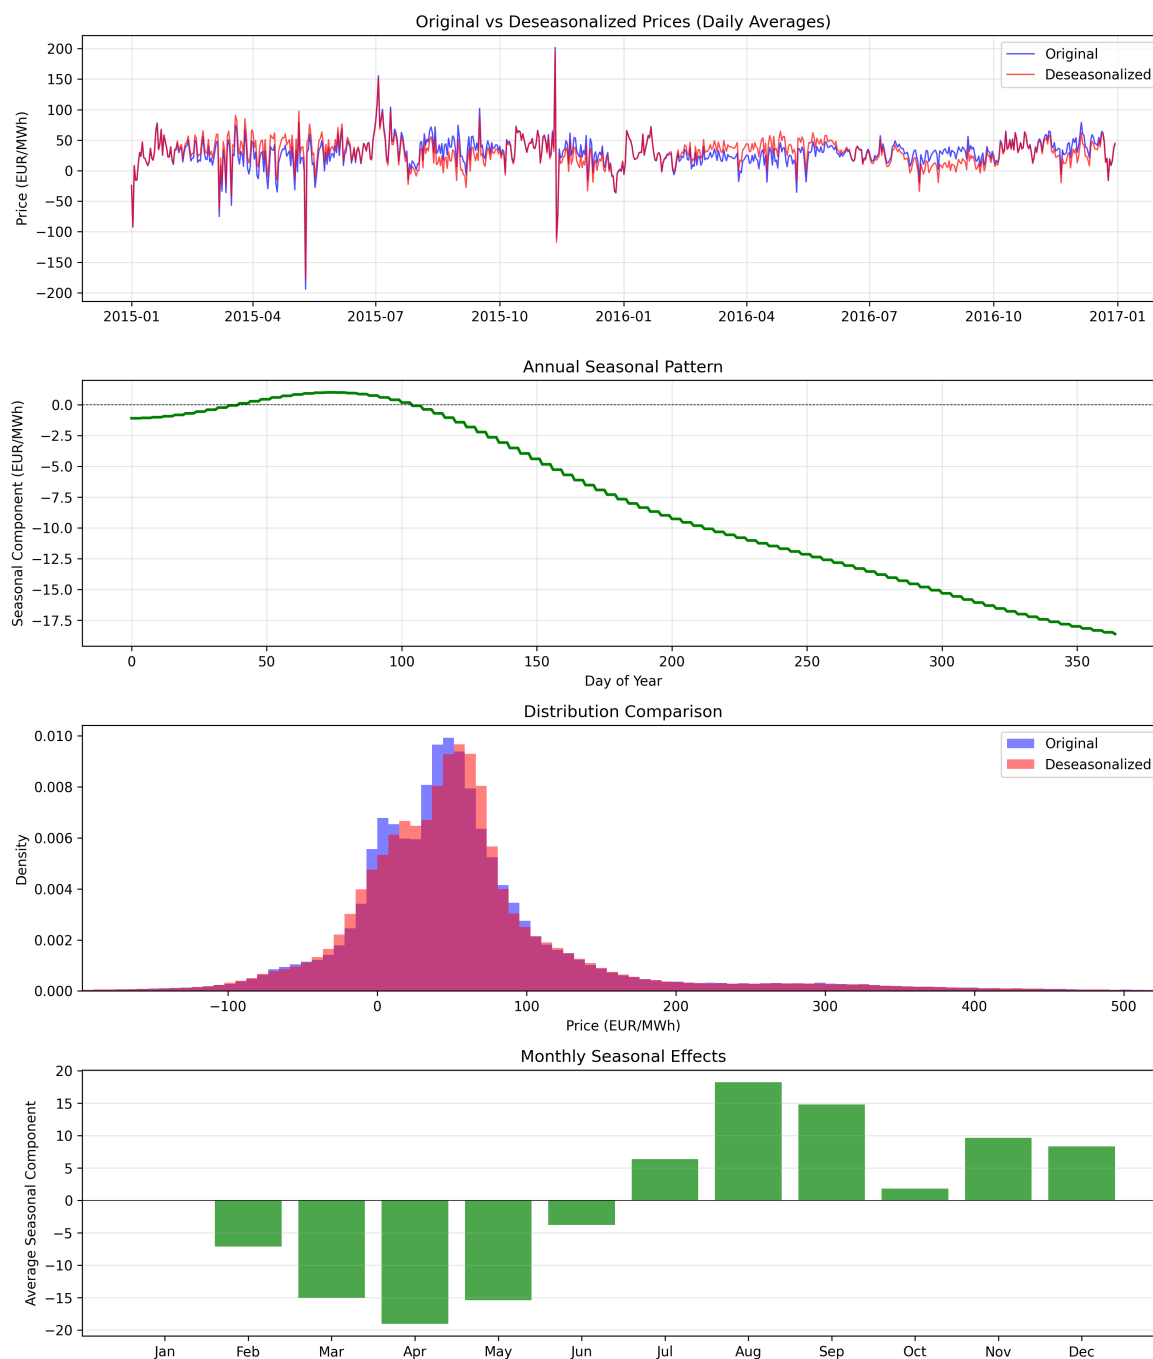 Original vs Deseasonalized Prices (Daily Averages)
200
150
100
50
0
−50
−100
−150
−200
Price (EUR/MWh)
Original
Deseasonalized
2015-01 2015-04 2015-07 2015-10 2016-01 2016-04 2016-07 2016-10 2017-01
Annual Seasonal Pattern
0.0
−2.5
−5.0
−7.5
−10.0
−12.5
−15.0
−17.5
Seasonal Component (EUR/MWh)
0 50 100 150 200 250 300 350
Day of Year
Distribution Comparison
0.010
0.008
0.006
0.004
0.002
0.000
Density
Original
Deseasonalized
−100 0 100 200 300 400 500
Price (EUR/MWh)
Monthly Seasonal Effects
20
15
10
5
0
−5
−10
−15
−20
Average Seasonal Component
Jan Feb Mar Apr May Jun Jul Aug Sep Oct Nov Dec